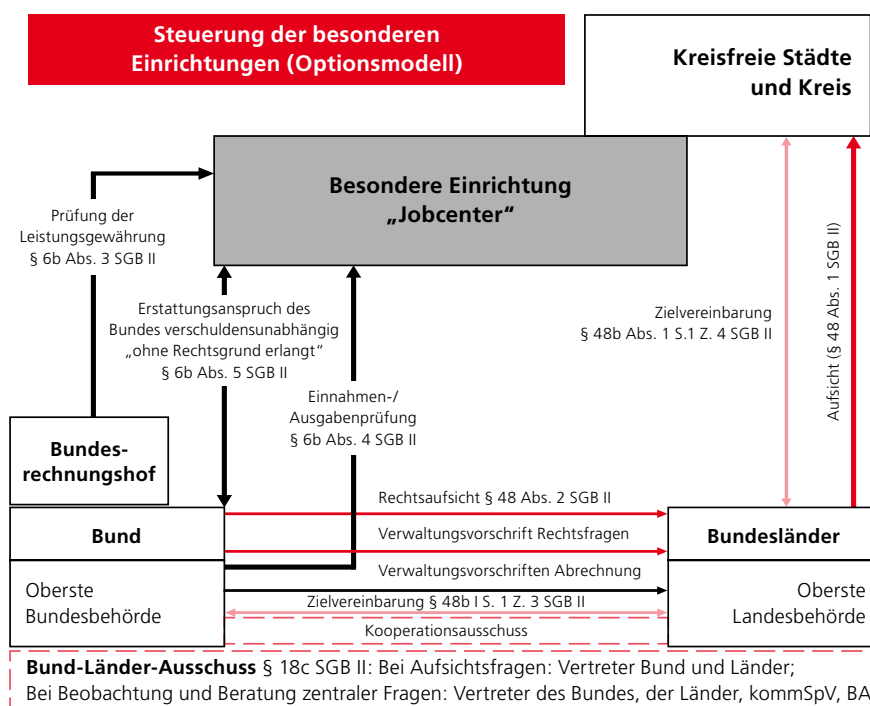 Steuerung der besonderen
Einrichtungen (Optionsmodell)
Kreisfreie Städte
und Kreis
Besondere Einrichtung
„Jobcenter“
Prüfung der
Leistungsgewährung
§ 6b Abs. 3 SGB II
Erstattungsanspruch des
Bundes verschuldensunabhängig
„ohne Rechtsgrund erlangt“
§ 6b Abs. 5 SGB II
Einnahmen-/
Ausgabenprüfung
§ 6b Abs. 4 SGB II
Zielvereinbarung
§ 48b Abs. 1 S.1 Z. 4 SGB II
Aufsicht (§ 48 Abs. 1 SGB II)
Bundes-
rechnungshof
Bund
Oberste
Bundesbehörde
Rechtsaufsicht § 48 Abs. 2 SGB II
Verwaltungsvorschrift Rechtsfragen
Verwaltungsvorschriften Abrechnung
Zielvereinbarung § 48b I S. 1 Z. 3 SGB II
Kooperationsausschuss
Bundesländer
Oberste
Landesbehörde
Bund-Länder-Ausschuss § 18c SGB II: Bei Aufsichtsfragen: Vertreter Bund und Länder;
Bei Beobachtung und Beratung zentraler Fragen: Vertreter des Bundes, der Länder, kommSpV, BA